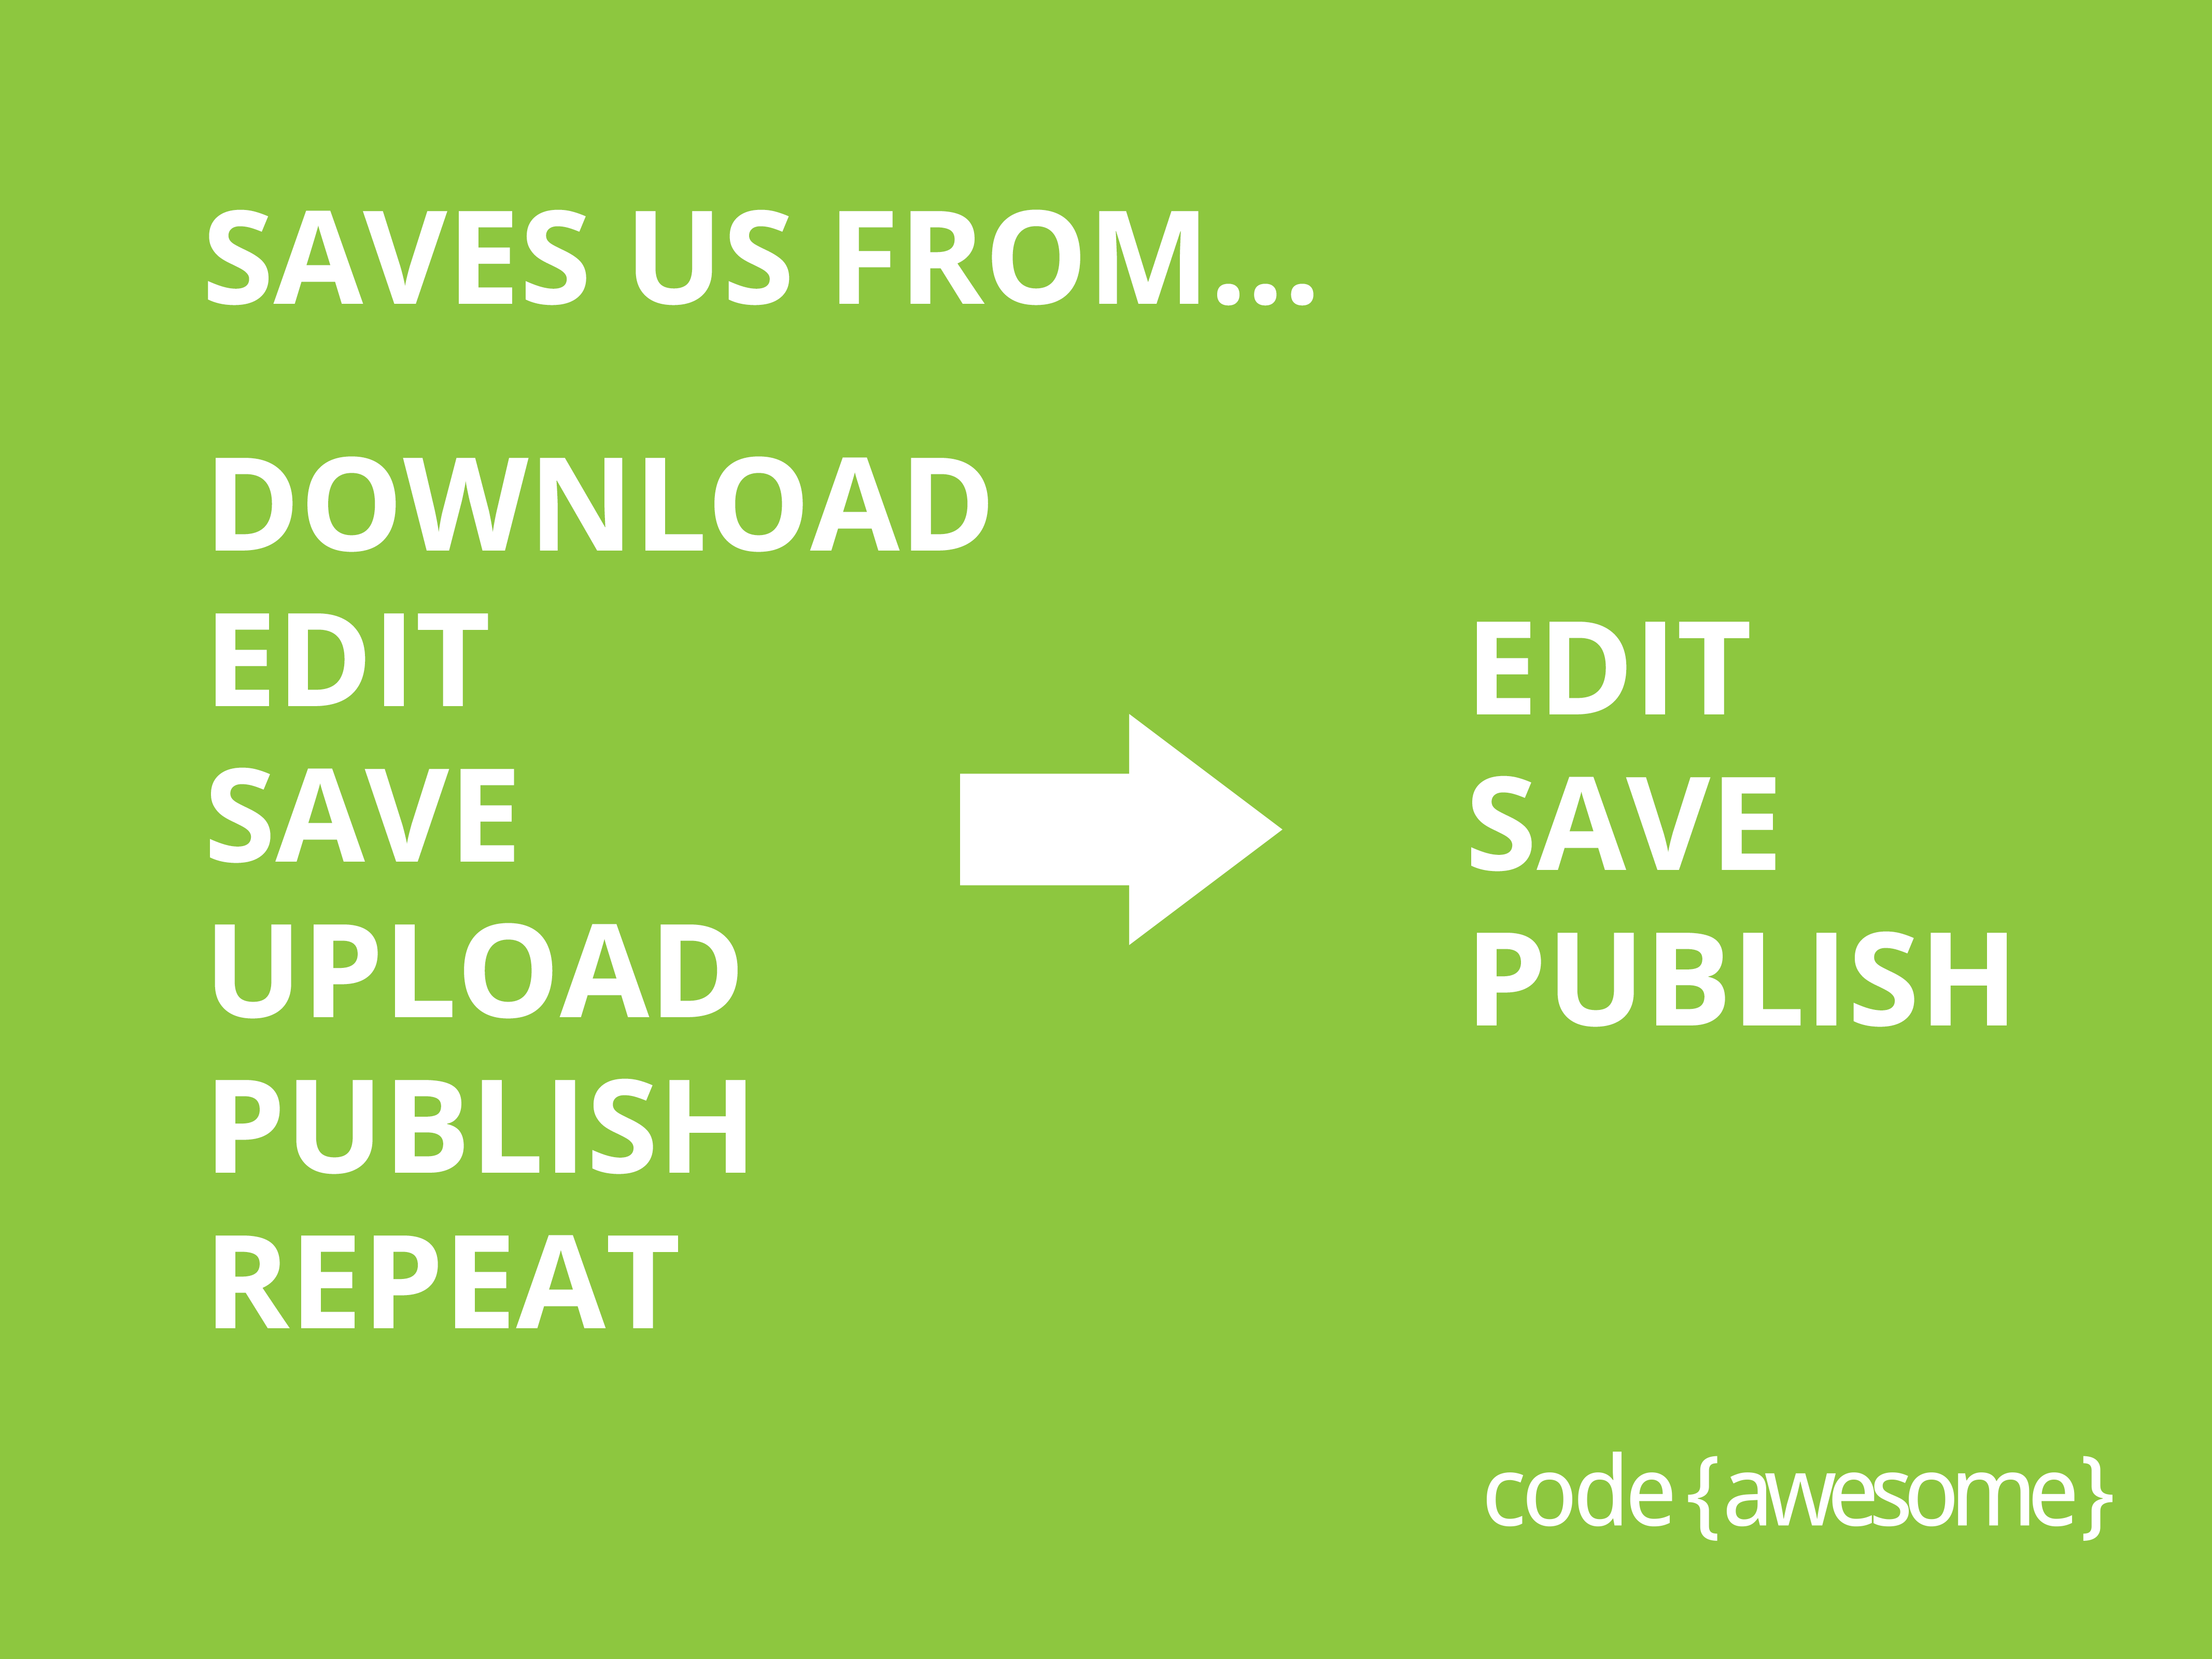 SAVES US FROM...
DOWNLOAD
EDIT
SAVE
UPLOAD
PUBLISH
REPEAT
EDIT
SAVE
PUBLISH
code{awesome}